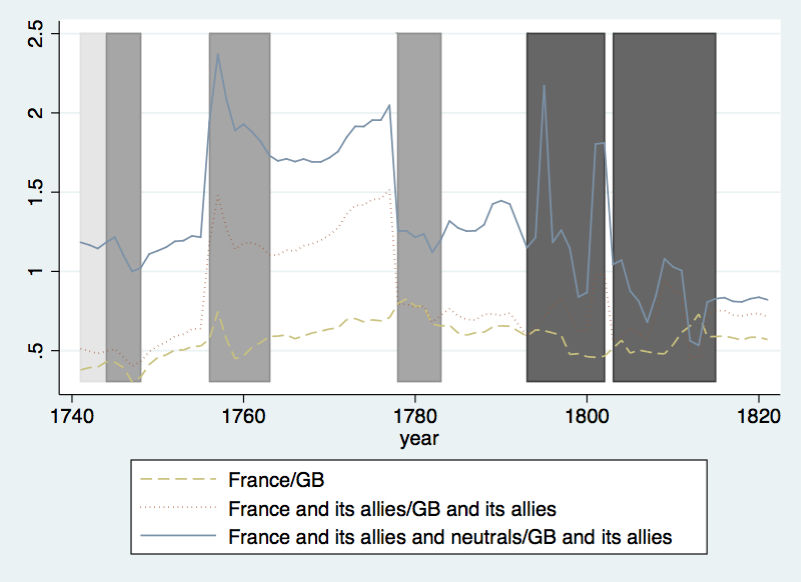 2.5
2
1.5
1
.5
1740 1760 1780 1800 1820
year
France/GB
France and its allies/GB and its allies
France and its allies and neutrals/GB and its allies